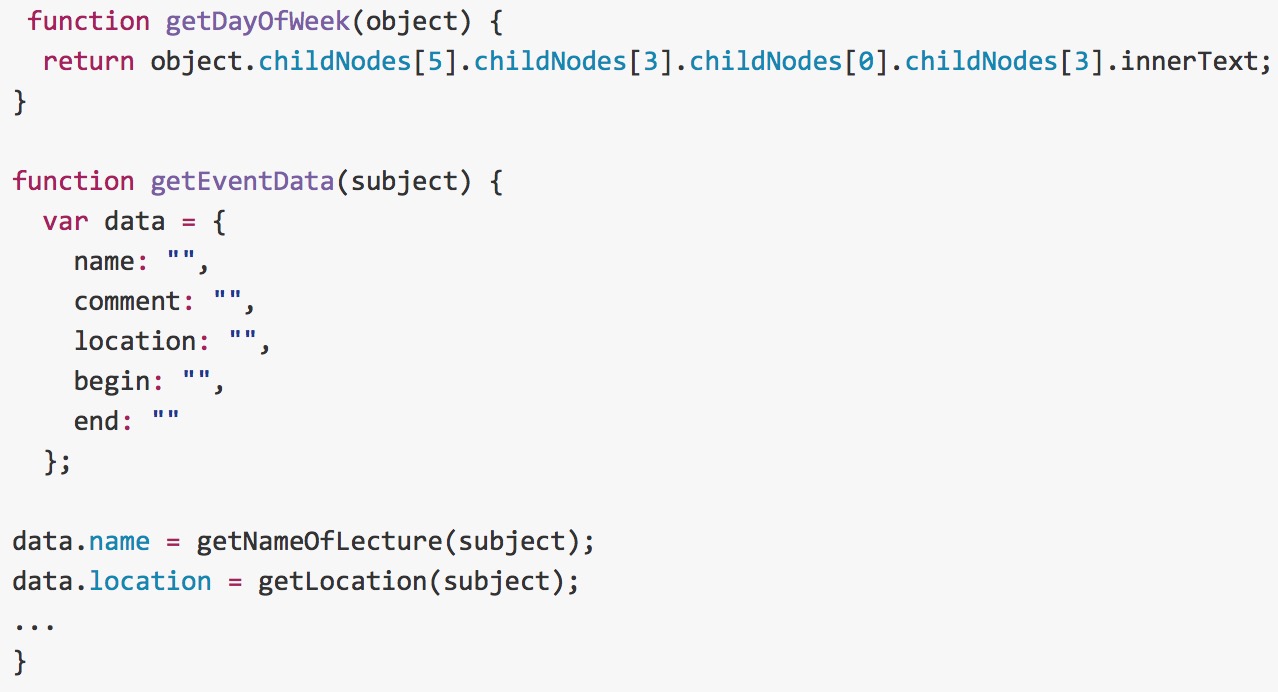 function getDayOfWeek(object) {
return object.childNodes[5].childNodes[3].childNodes[0].childNodes[3].innerText;
}
function getEventData(subject) {
var data = {
name: "",
comment: "",
location: "",
begin: "",
end: ""
};
data.name = getNameOfLecture(subject);
data.location = getLocation(subject);
...
}